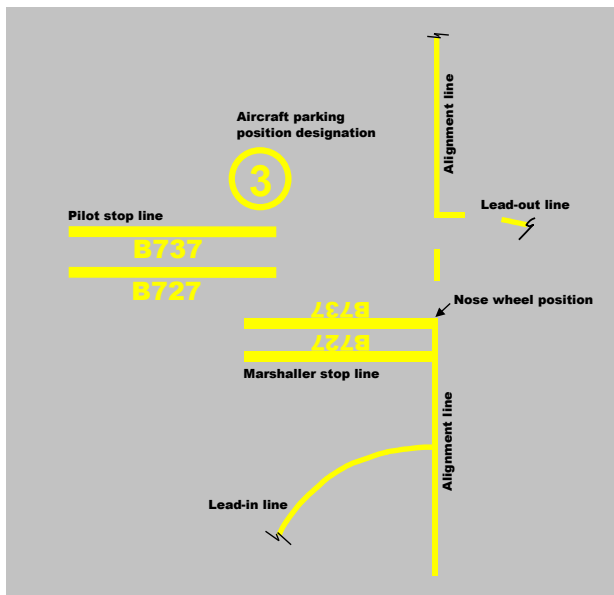 Alignment line
Aircraft parking
position designation
3
Lead-out line
Pilot stop line
B737
B727
Nose wheel position
B737
B727
Marshaller stop line
Alignment line
Lead-in line